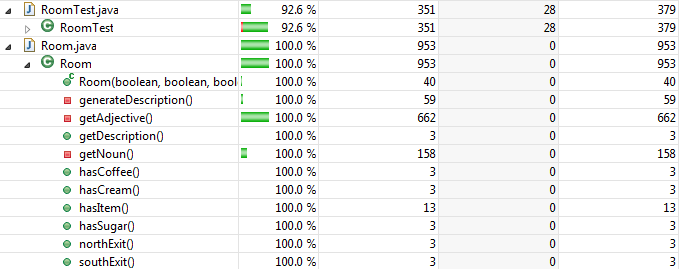 RoomTest.java 92.6 % 351 28 379
RoomTest 92.6 % 351 28 379
Room.java 100.0 % 953 0 953
Room 100.0 % 953 0 953
Room(boolean, boolean, bool 100.0 % 40 0 40
generateDescription() 100.0 % 59 0 59
getAdjective() 100.0 % 662 0 662
getDescription() 100.0 % 3 0 3
getNoun() 100.0 % 158 0 158
hasCoffee() 100.0 % 3 0 3
hasCream() 100.0 % 3 0 3
hasItem() 100.0 % 13 0 13
hasSugar() 100.0 % 3 0 3
northExit() 100.0 % 3 0 3
southExit() 100.0 % 3 0 3